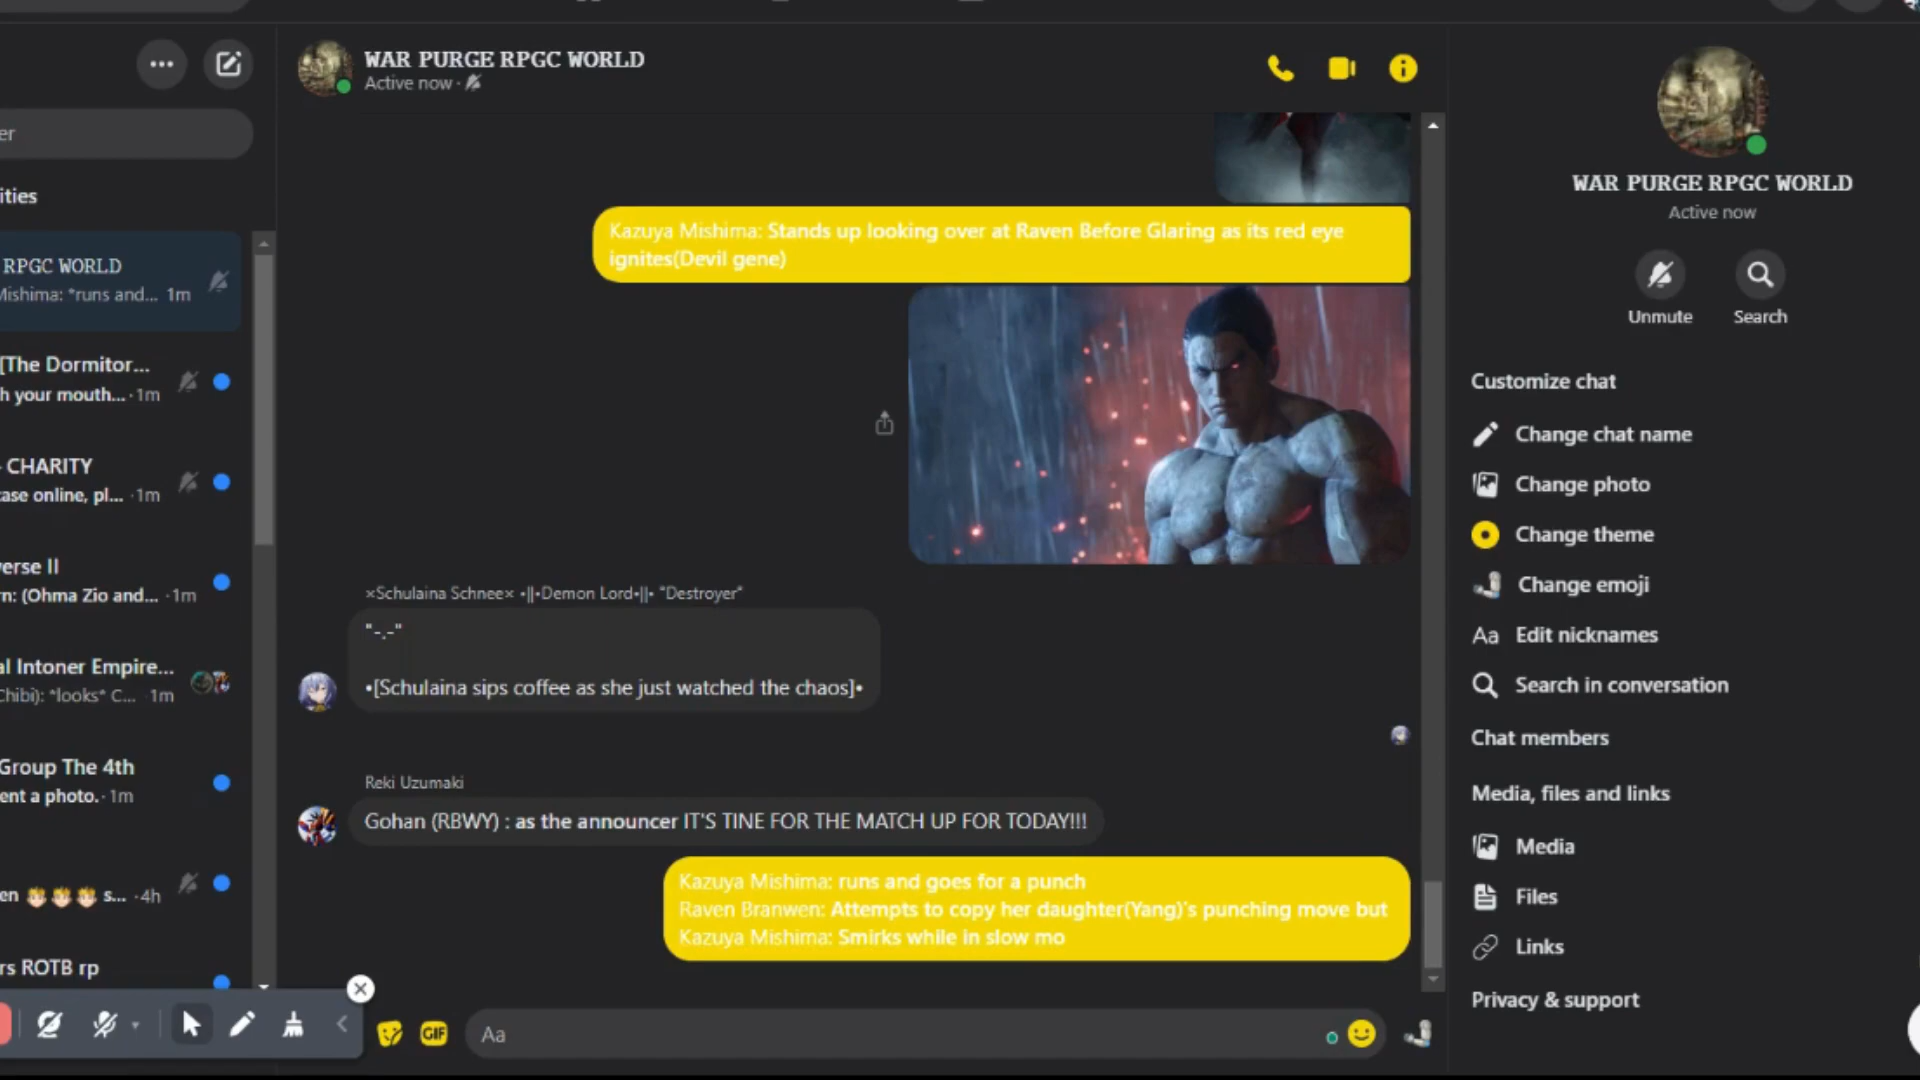 er
ities
RPGC WORLD
Mishima: *runs and... 1m
[The Dormitor...
h your mouth... · 1m
- CHARITY
ase online, pl... · 1m
erse II
rn: (Ohma Zio and... · 1m
al Intoner Empire...
Chibi): *looks* C... · 1m
Group The 4th
ent a photo. · 1m
en 👼👼👼 s... · 4h
rs ROTB rp
WAR PURGE RPGC WORLD
Active now ·
Kazuya Mishima: Stands up looking over at Raven Before Glaring as its red eye
ignites(Devil gene)
×Schulaina Schnee× •||•Demon Lord•||• "Destroyer"
"-.-"
•[Schulaina sips coffee as she just watched the chaos]•
Reki Uzumaki
Gohan (RBWY) : as the announcer IT'S TINE FOR THE MATCH UP FOR TODAY!!!
Kazuya Mishima: runs and goes for a punch
Raven Branwen: Attempts to copy her daughter(Yang)'s punching move but
Kazuya Mishima: Smirks while in slow mo
GIF
Aa
WAR PURGE RPGC WORLD
Active now
Unmute
Search
Customize chat
Change chat name
Change photo
Change theme
Change emoji
Aa Edit nicknames
Search in conversation
Chat members
Media, files and links
Media
Files
Links
Privacy & support